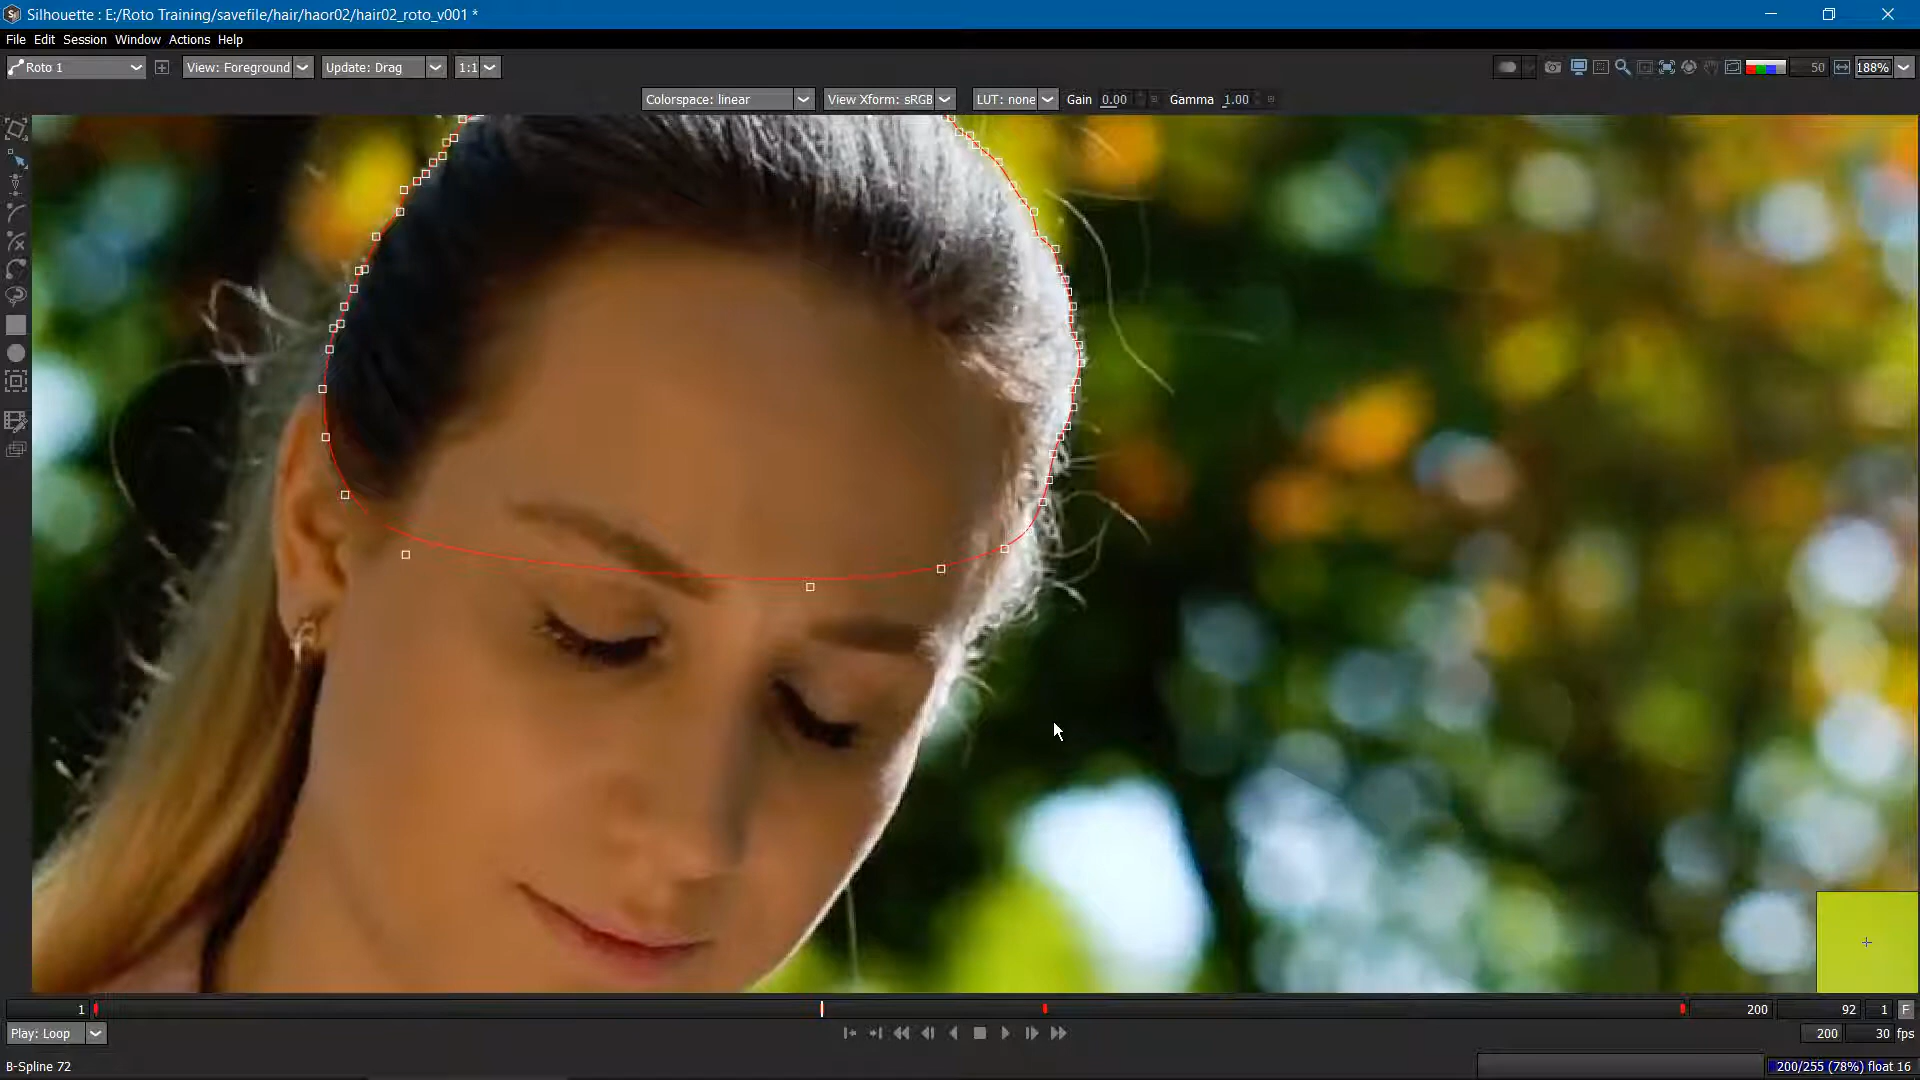 Silhouette : E:/Roto Training/savefile/hair/haor02/hair02_roto_v001 *
File Edit Session Window Actions Help
Roto 1 View: Foreground Update: Drag 1:1 50 188%
Colorspace: linear View Xform: sRGB LUT: none Gain 0.00 Gamma 1.00
1 200 92 1 F
Play: Loop 200 30 fps
B-Spline 72 200/255 (78%) float 16